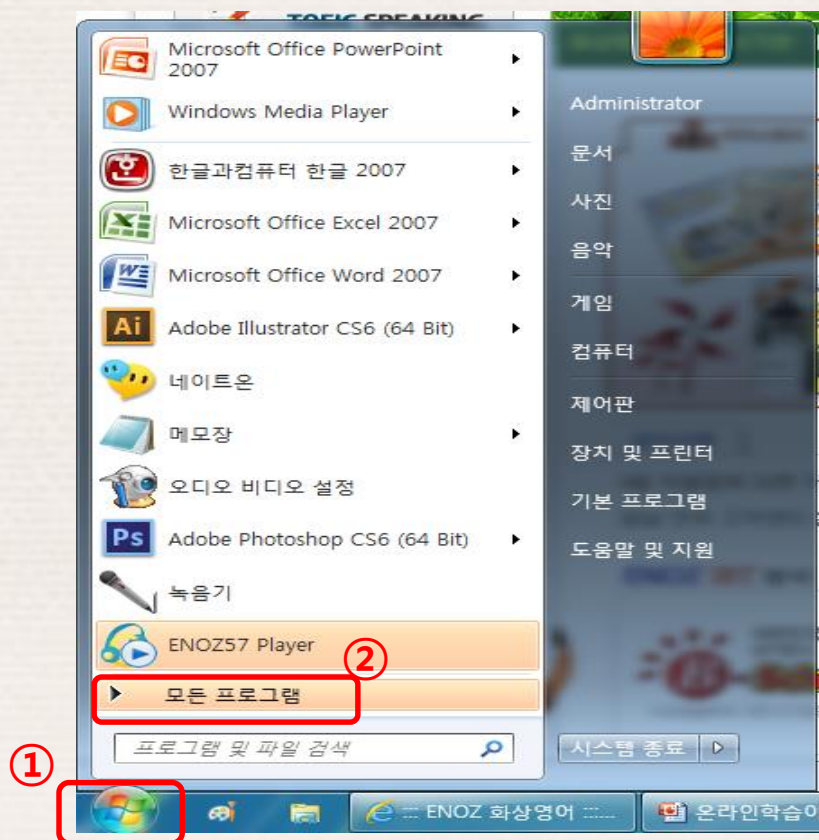 TOEIC SPEAKING
Microsoft Office PowerPoint
2007
Windows Media Player
한글과컴퓨터 한글 2007
Microsoft Office Excel 2007
Microsoft Office Word 2007
Ai
Adobe Illustrator CS6 (64 Bit)
네이트온
메모장
오디오 비디오 설정
Ps
Adobe Photoshop CS6 (64 Bit)
녹음기
ENOZ57 Player
②
모든 프로그램
프로그램 및 파일 검색
①
Administrator
문서
사진
음악
게임
컴퓨터
제어판
장치 및 프린터
기본 프로그램
도움말 및 지원
시스템 종료
::: ENOZ 화상영어 :::...
온라인학습